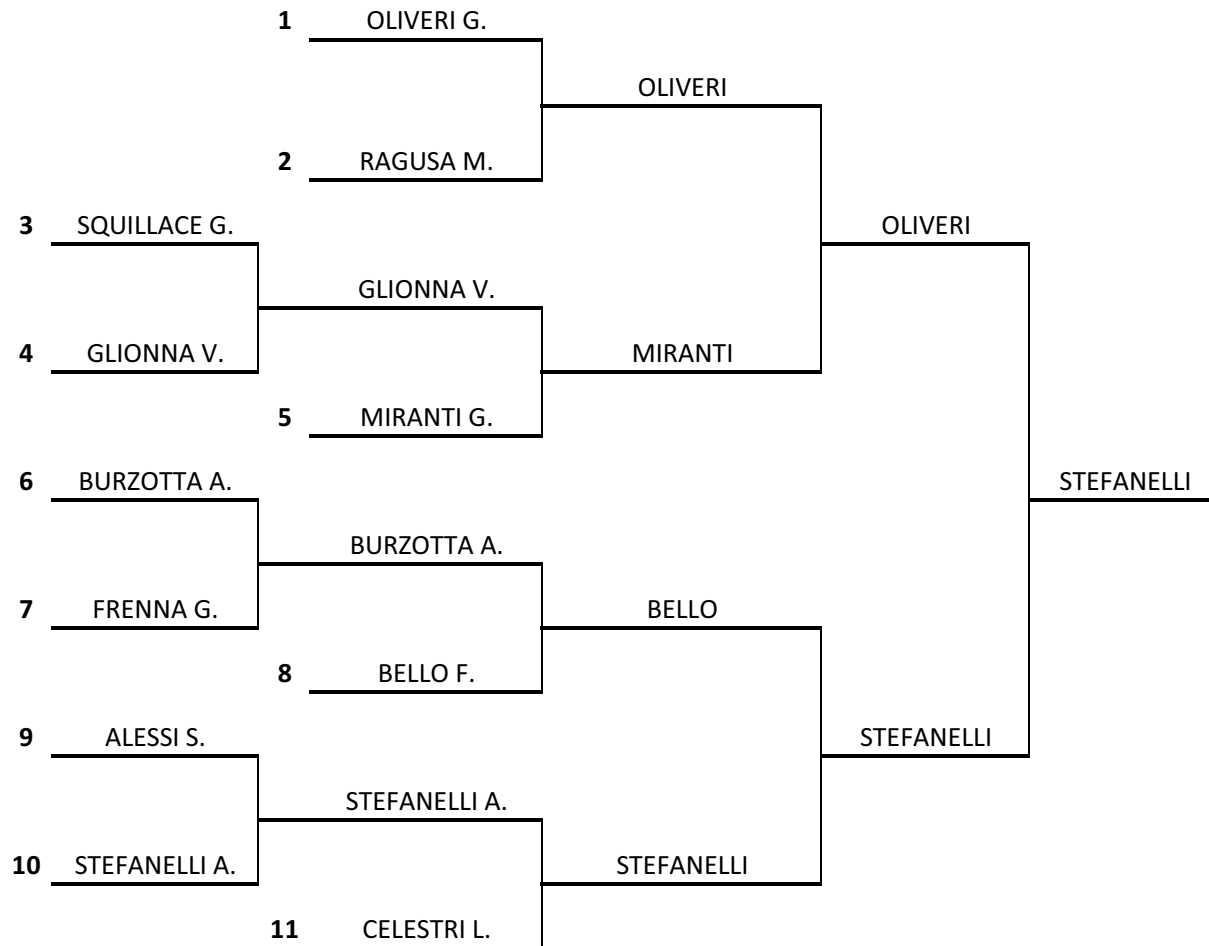 1 OLIVERI G.
OLIVERI
2 RAGUSA M.
3 SQUILLACE G. OLIVERI
GLIONNA V.
4 GLIONNA V. MIRANTI
5 MIRANTI G.
6 BURZOTTA A. STEFANELLI
BURZOTTA A.
7 FRENNA G. BELLO
8 BELLO F.
9 ALESSI S. STEFANELLI
STEFANELLI A.
10 STEFANELLI A. STEFANELLI
11 CELESTRI L.